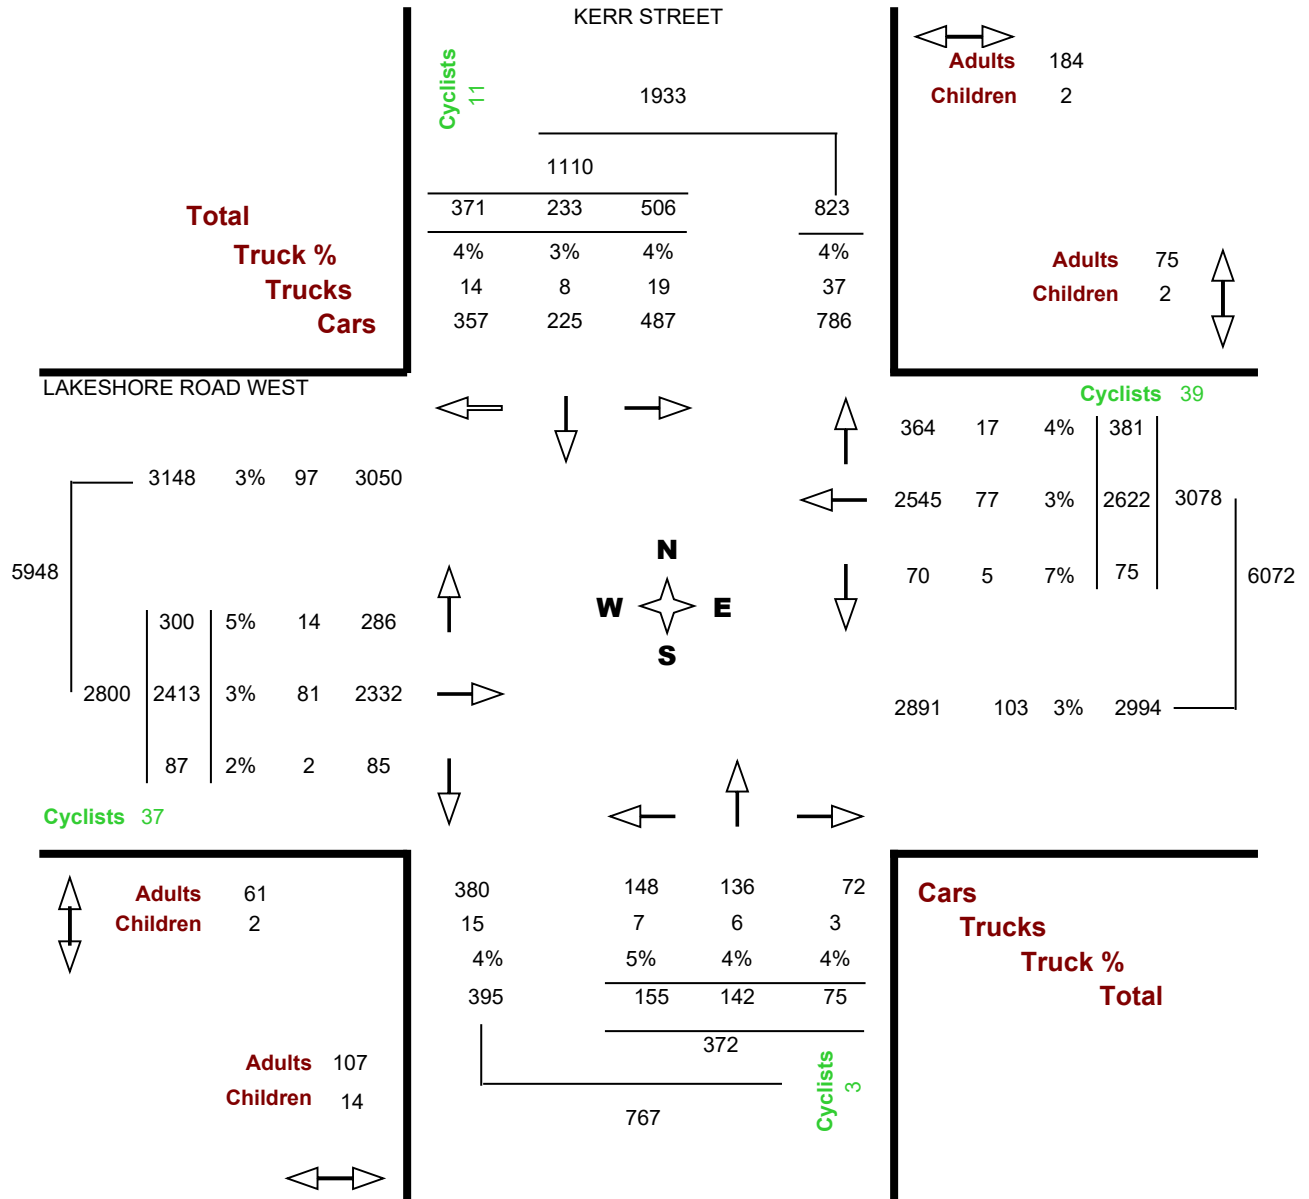 KERR STREET
Cyclists 11
1933
Adults 184
Children 2
1110
Total 371 233 506 823
Truck % 4% 3% 4% 4%
Trucks 14 8 19 37
Cars 357 225 487 786
Adults 75
Children 2
LAKESHORE ROAD WEST
Cyclists 39
364 17 4% 381
3148 3% 97 3050
2545 77 3% 2622 3078
N
5948
70 5 7% 75
6072
W E
S
300 5% 14 286
2800 2413 3% 81 2332
2891 103 3% 2994
87 2% 2 85
Cyclists 37
Adults 61
Children 2
380 148 136 72
15 7 6 3
4% 5% 4% 4%
395 155 142 75
Cars
Trucks
Truck %
Total
372
Adults 107
Children 14
Cyclists 3
767